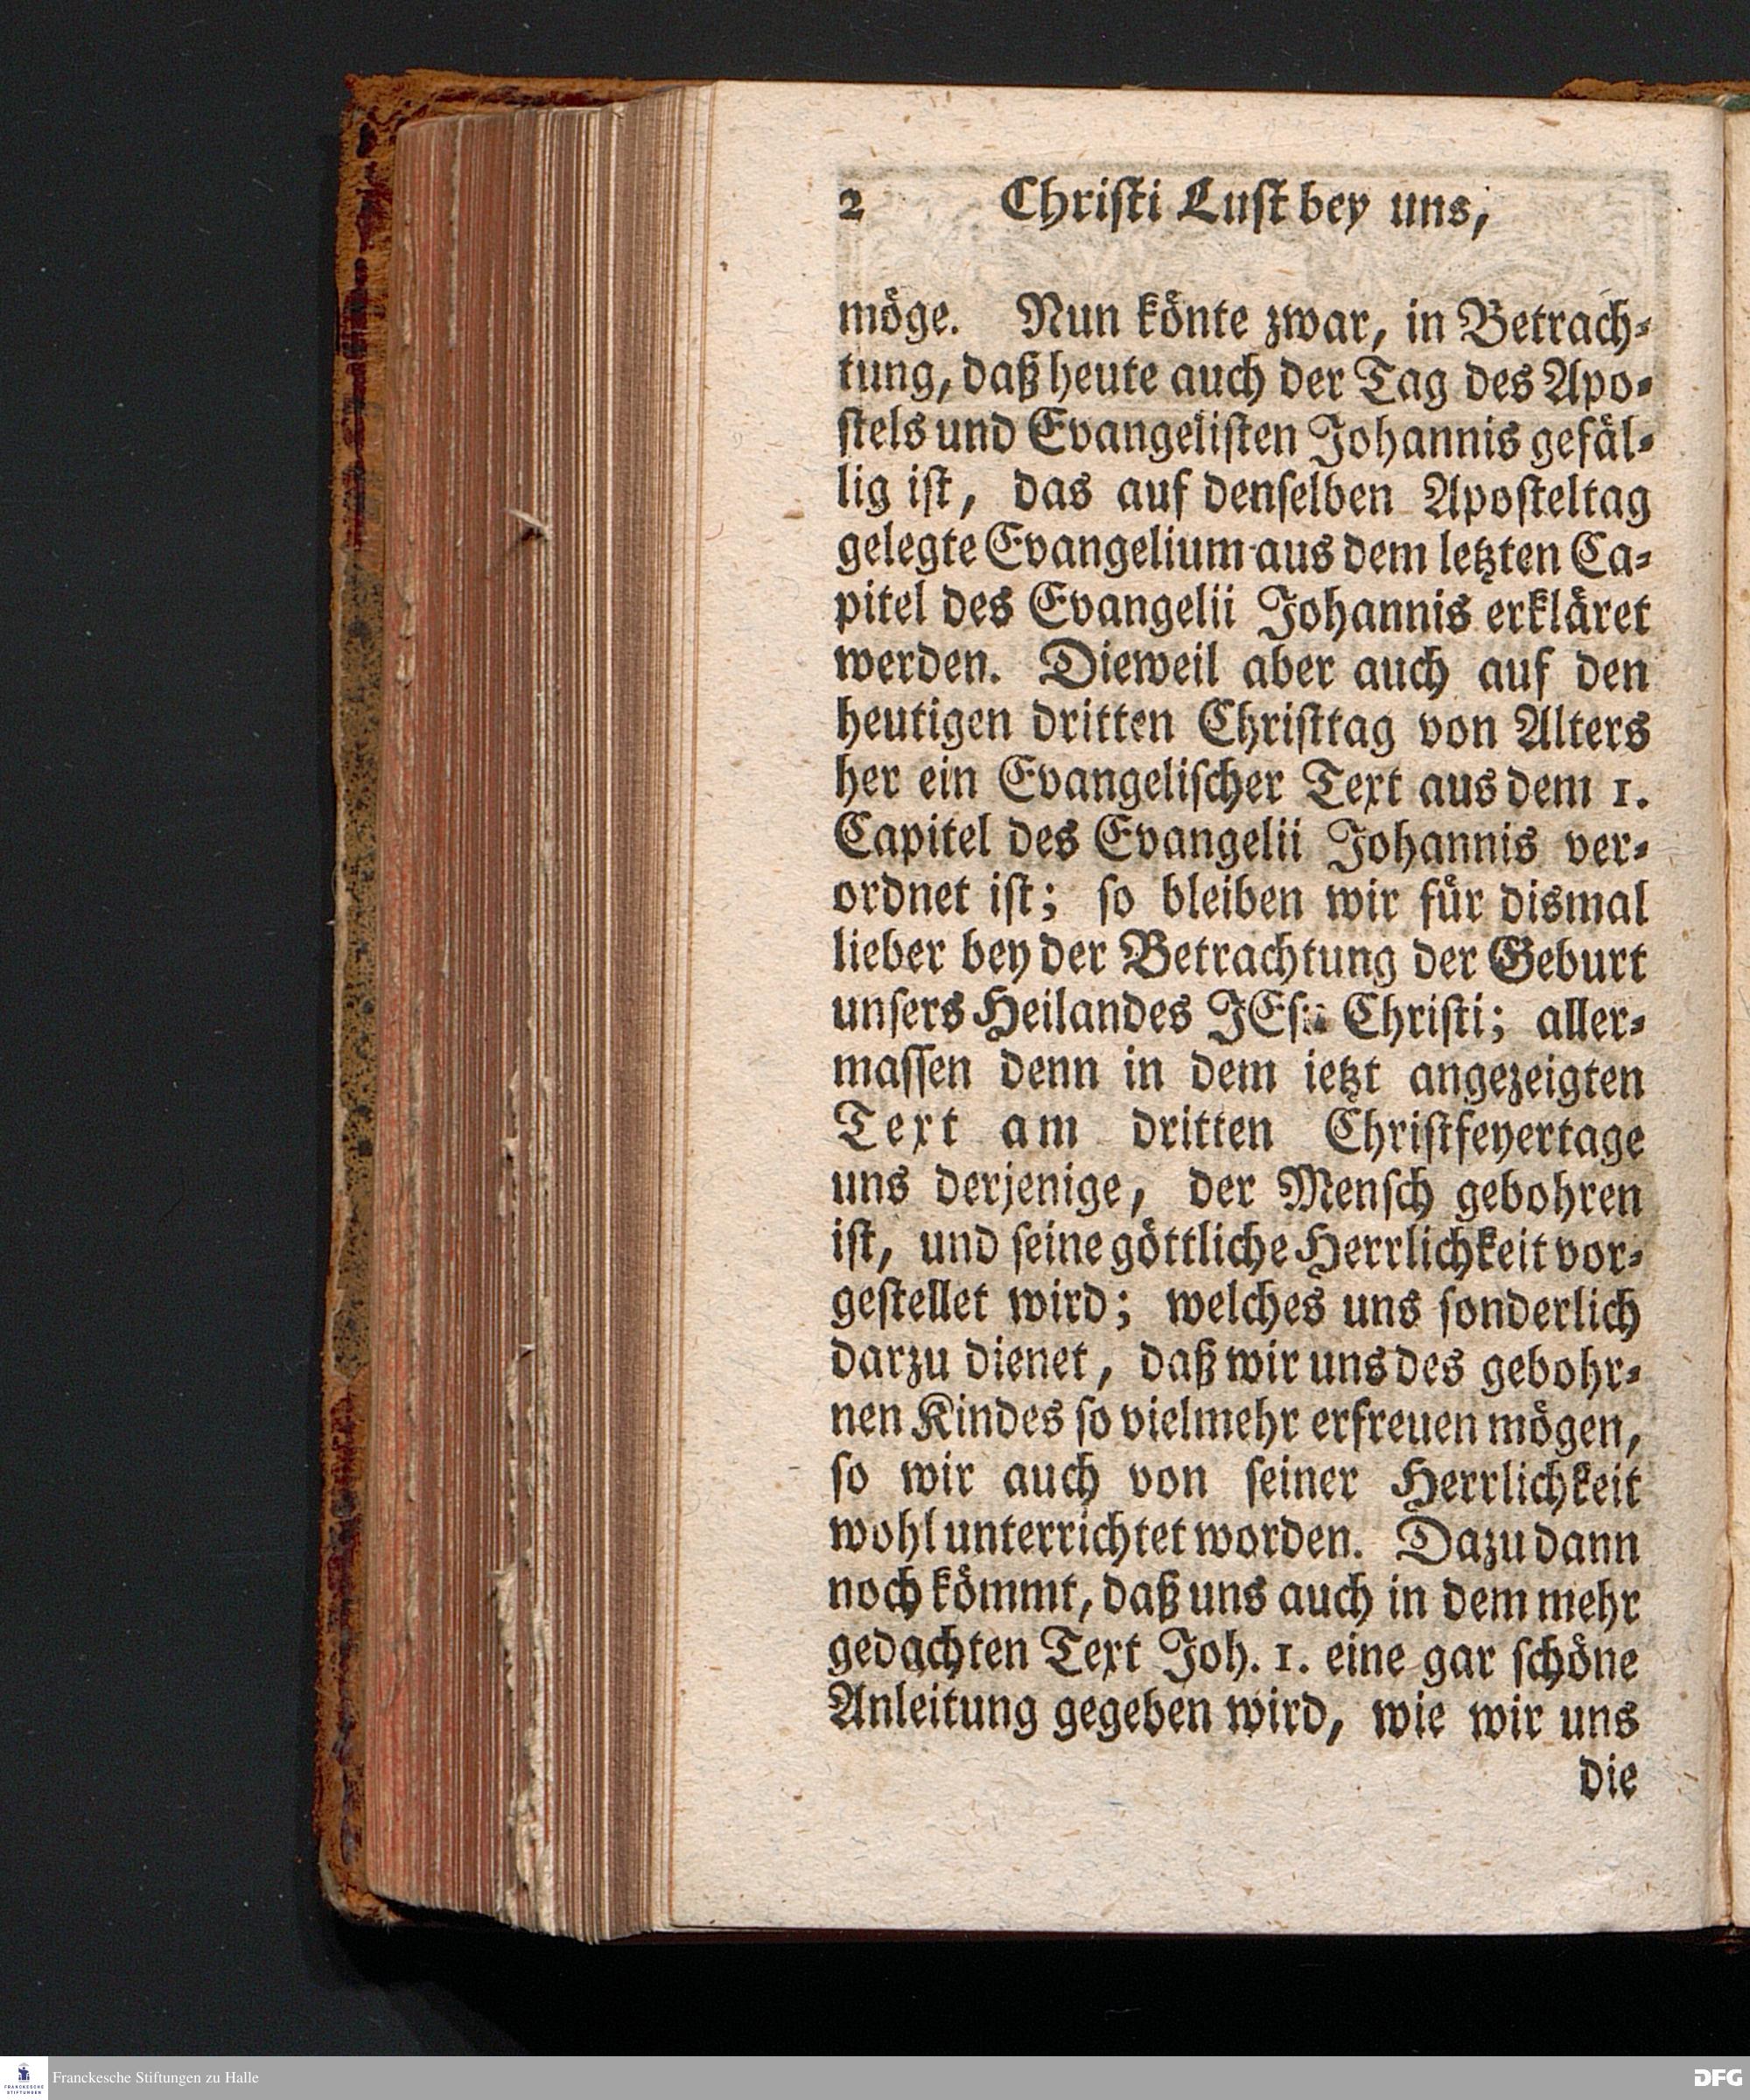 2 Chriſti Luſt bey uns,
möge. Nun könte zwar, in Betrach-
tung, daß heute auch der Tag des Apo-
ſtels und Evangeliſten Johannis gefäl-
lig iſt, das auf denſelben Apoſteltag
gelegte Evangelium aus dem letzten Ca-
pitel des Evangelii Johannis erkläret
werden. Dieweil aber auch auf den
heutigen dritten Chriſttag von Alters
her ein Evangeliſcher Text aus dem 1.
Capitel des Evangelii Johannis ver-
ordnet iſt; ſo bleiben wir für dismal
lieber bey der Betrachtung der Geburt
unſers Heilandes JEſu Chriſti; aller-
maſſen denn in dem ietzt angezeigten
Text am dritten Chriſtfeyertage
uns derjenige, der Menſch gebohren
iſt, und ſeine göttliche Herrlichkeit vor-
geſtellet wird; welches uns ſonderlich
darzu dienet, daß wir uns des gebohr-
nen Kindes ſo vielmehr erfreuen mögen,
ſo wir auch von ſeiner Herrlichkeit
wohl unterrichtet worden. Dazu dann
noch kömmt, daß uns auch in dem mehr
gedachten Text Joh. 1. eine gar ſchöne
Anleitung gegeben wird, wie wir uns
die
FRANCKESCHE
STIFTUNGEN
Franckesche Stiftungen zu Halle
DFG